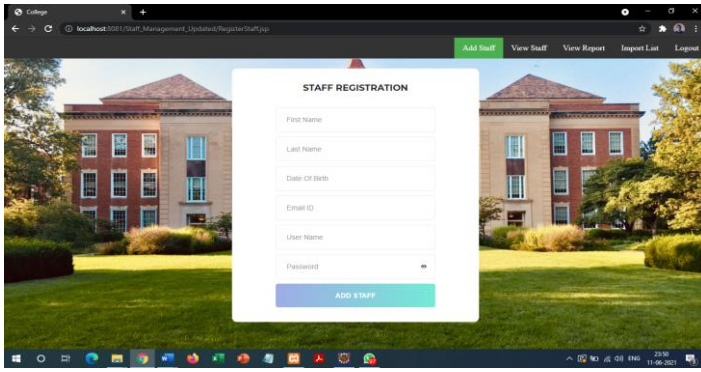 College
localhost:8081/Staff_Management_Updated/RegisterStaff.jsp
Add Staff View Staff View Report Import List Logout
STAFF REGISTRATION
First Name
Last Name
Date Of Birth
Email ID
User Name
Password
ADD STAFF
ENG
23:50
11-06-2021